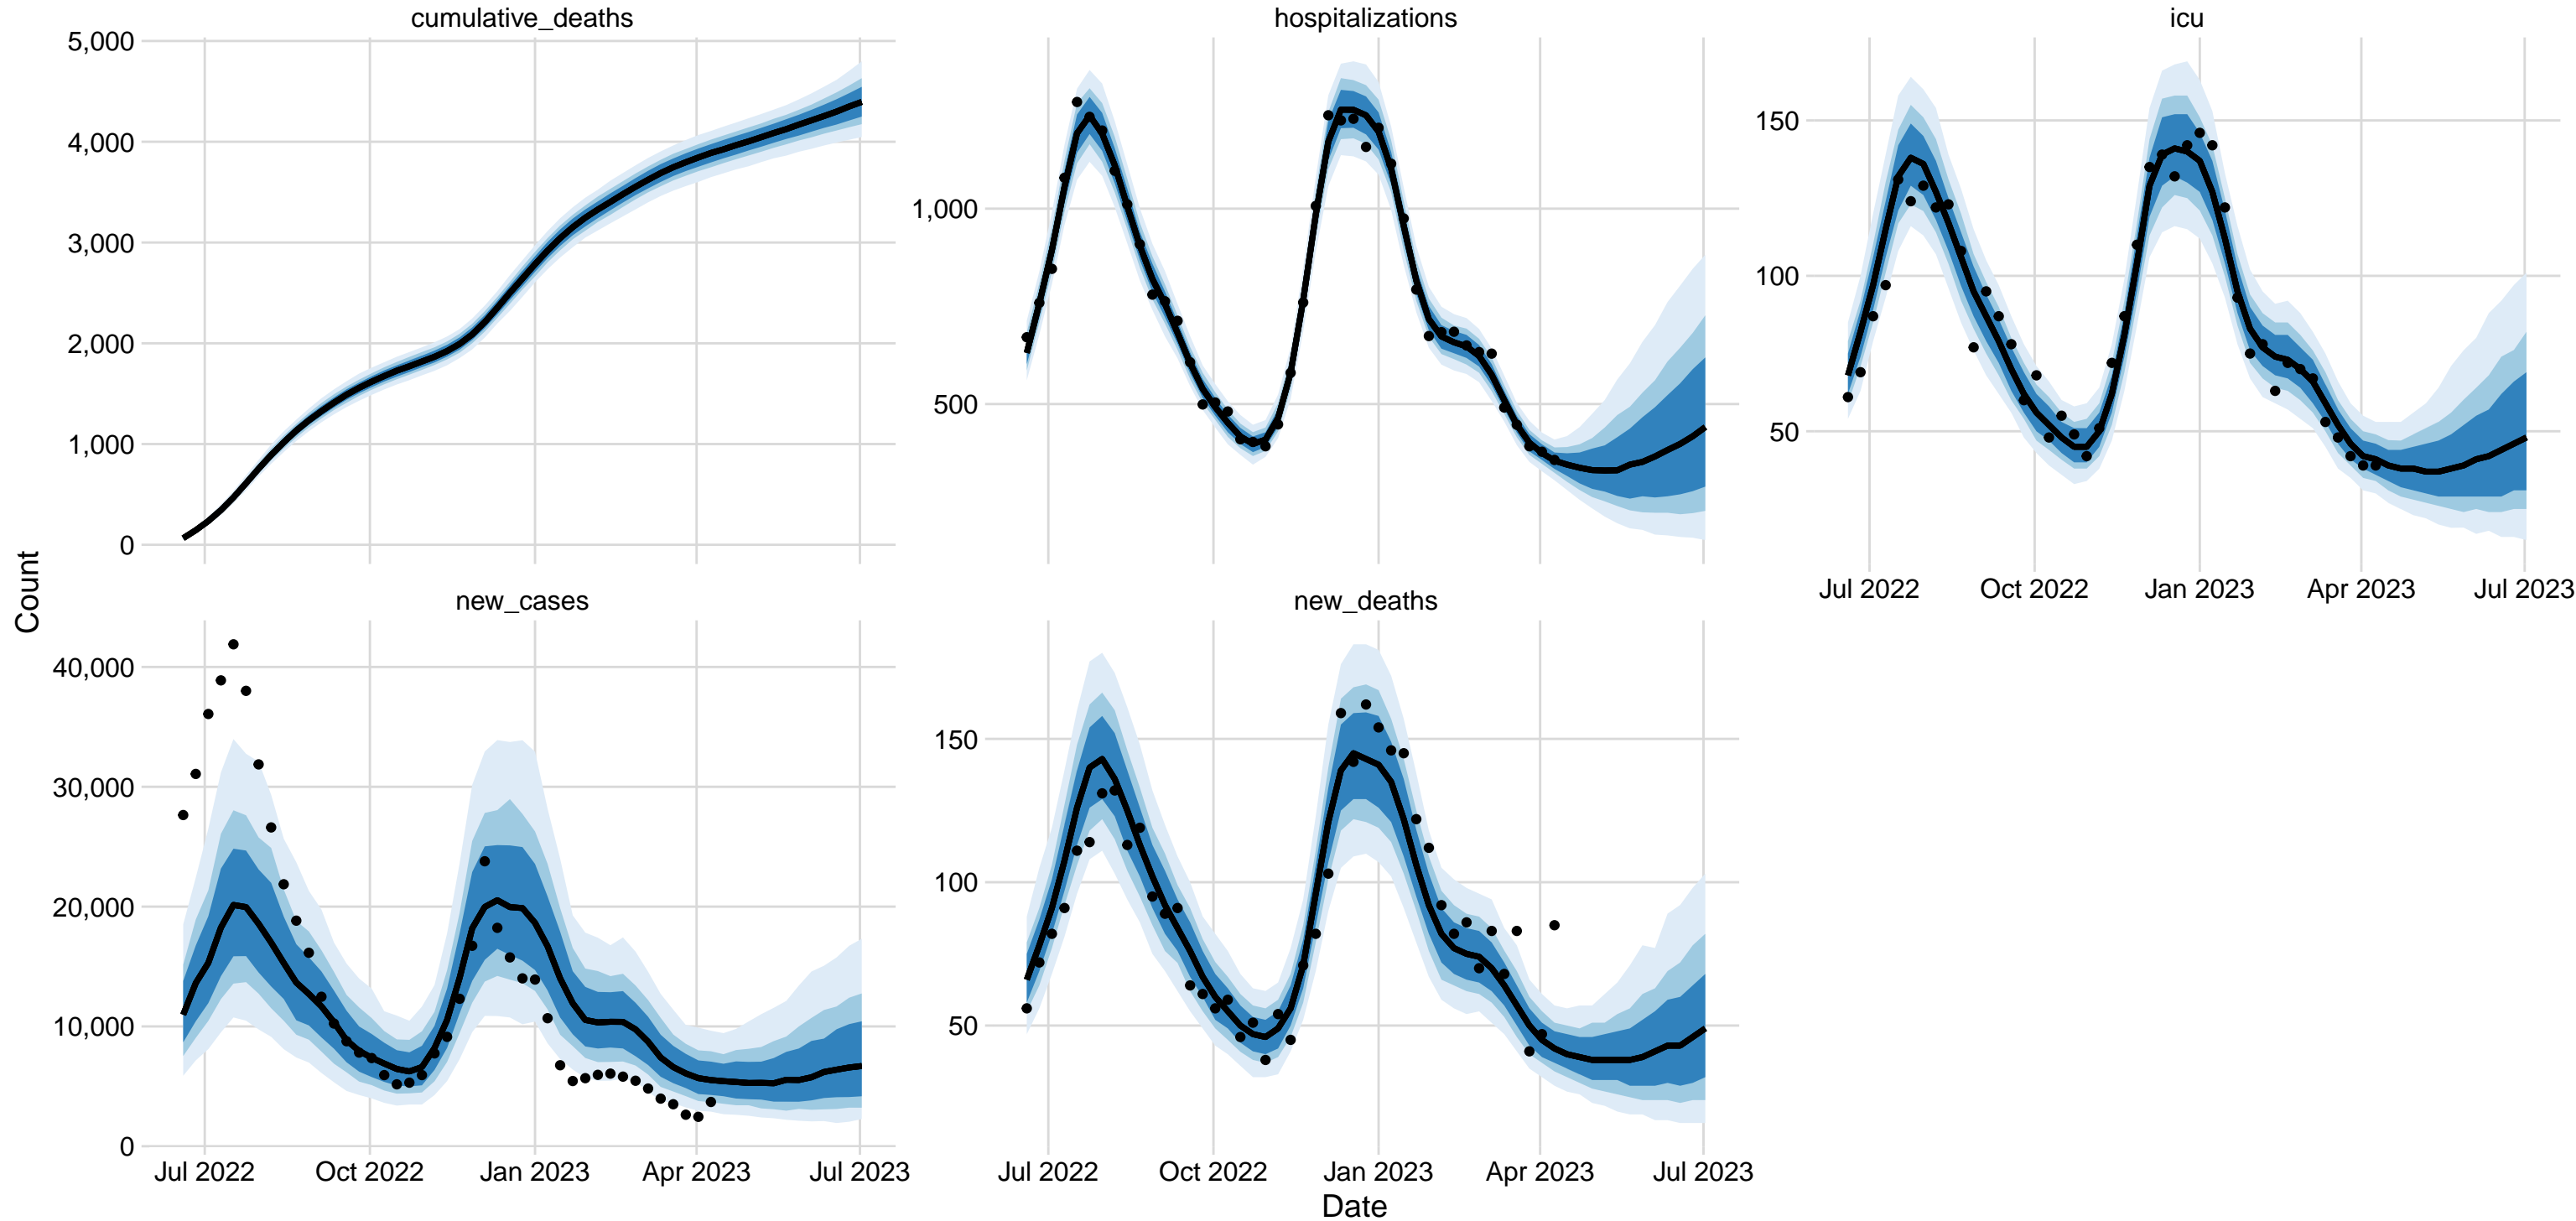 cumulative_deaths
hospitalizations
icu
5,000
4,000
3,000
2,000
1,000
0
1,000
500
150
100
50
Jul 2022 Oct 2022 Jan 2023 Apr 2023 Jul 2023
Count
new_cases
new_deaths
40,000
30,000
20,000
10,000
0
150
100
50
Jul 2022 Oct 2022 Jan 2023 Apr 2023 Jul 2023
Jul 2022 Oct 2022 Jan 2023 Apr 2023 Jul 2023
Date